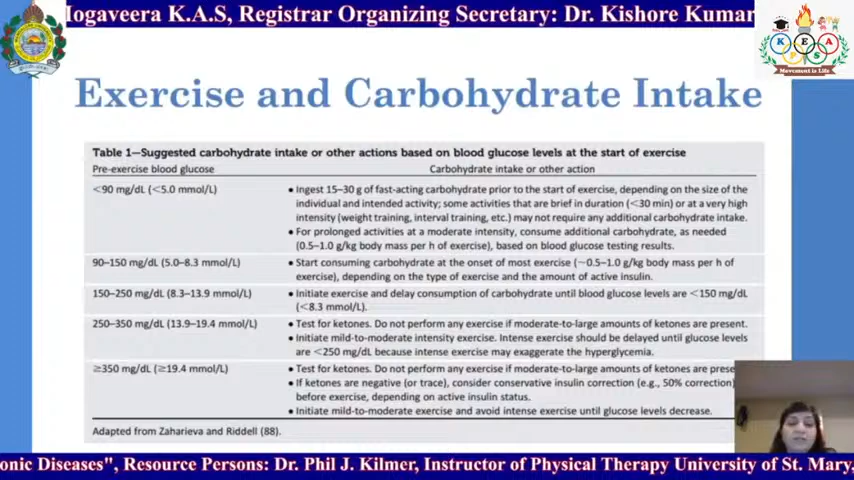 Mogaveera K.A.S, Registrar Organizing Secretary: Dr. Kishore Kumar
K E A
P S
Movement is Life
Exercise and Carbohydrate Intake
Table 1—Suggested carbohydrate intake or other actions based on blood glucose levels at the start of exercise
Pre-exercise blood glucose Carbohydrate intake or other action
<90 mg/dL (<5.0 mmol/L) • Ingest 15–30 g of fast-acting carbohydrate prior to the start of exercise, depending on the size of the
individual and intended activity; some activities that are brief in duration (<30 min) or at a very high
intensity (weight training, interval training, etc.) may not require any additional carbohydrate intake.
• For prolonged activities at a moderate intensity, consume additional carbohydrate, as needed
(0.5–1.0 g/kg body mass per h of exercise), based on blood glucose testing results.
90–150 mg/dL (5.0–8.3 mmol/L) • Start consuming carbohydrate at the onset of most exercise (~0.5–1.0 g/kg body mass per h of
exercise), depending on the type of exercise and the amount of active insulin.
150–250 mg/dL (8.3–13.9 mmol/L) • Initiate exercise and delay consumption of carbohydrate until blood glucose levels are <150 mg/dL
(<8.3 mmol/L).
250–350 mg/dL (13.9–19.4 mmol/L) • Test for ketones. Do not perform any exercise if moderate-to-large amounts of ketones are present.
• Initiate mild-to-moderate intensity exercise. Intense exercise should be delayed until glucose levels
are <250 mg/dL because intense exercise may exaggerate the hyperglycemia.
≥350 mg/dL (≥19.4 mmol/L) • Test for ketones. Do not perform any exercise if moderate-to-large amounts of ketones are prese
• If ketones are negative (or trace), consider conservative insulin correction (e.g., 50% correction)
before exercise, depending on active insulin status.
• Initiate mild-to-moderate exercise and avoid intense exercise until glucose levels decrease.
Adapted from Zaharieva and Riddell (88).
onic Diseases", Resource Persons: Dr. Phil J. Kilmer, Instructor of Physical Therapy University of St. Mary,